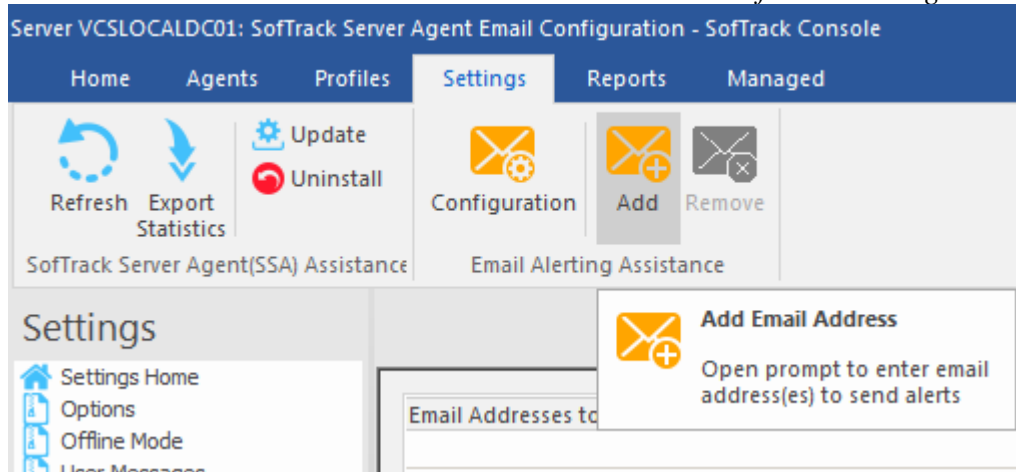 Server VCSLOCALDC01: SofTrack Server Agent Email Configuration - SofTrack Console
Home Agents Profiles Settings Reports Managed
Update
Uninstall
Refresh
Export
Statistics
Configuration
Add
Remove
SofTrack Server Agent(SSA) Assistance
Email Alerting Assistance
Settings
Add Email Address
Open prompt to enter email
address(es) to send alerts
Settings Home
Options
Offline Mode
User Messages
Email Addresses to